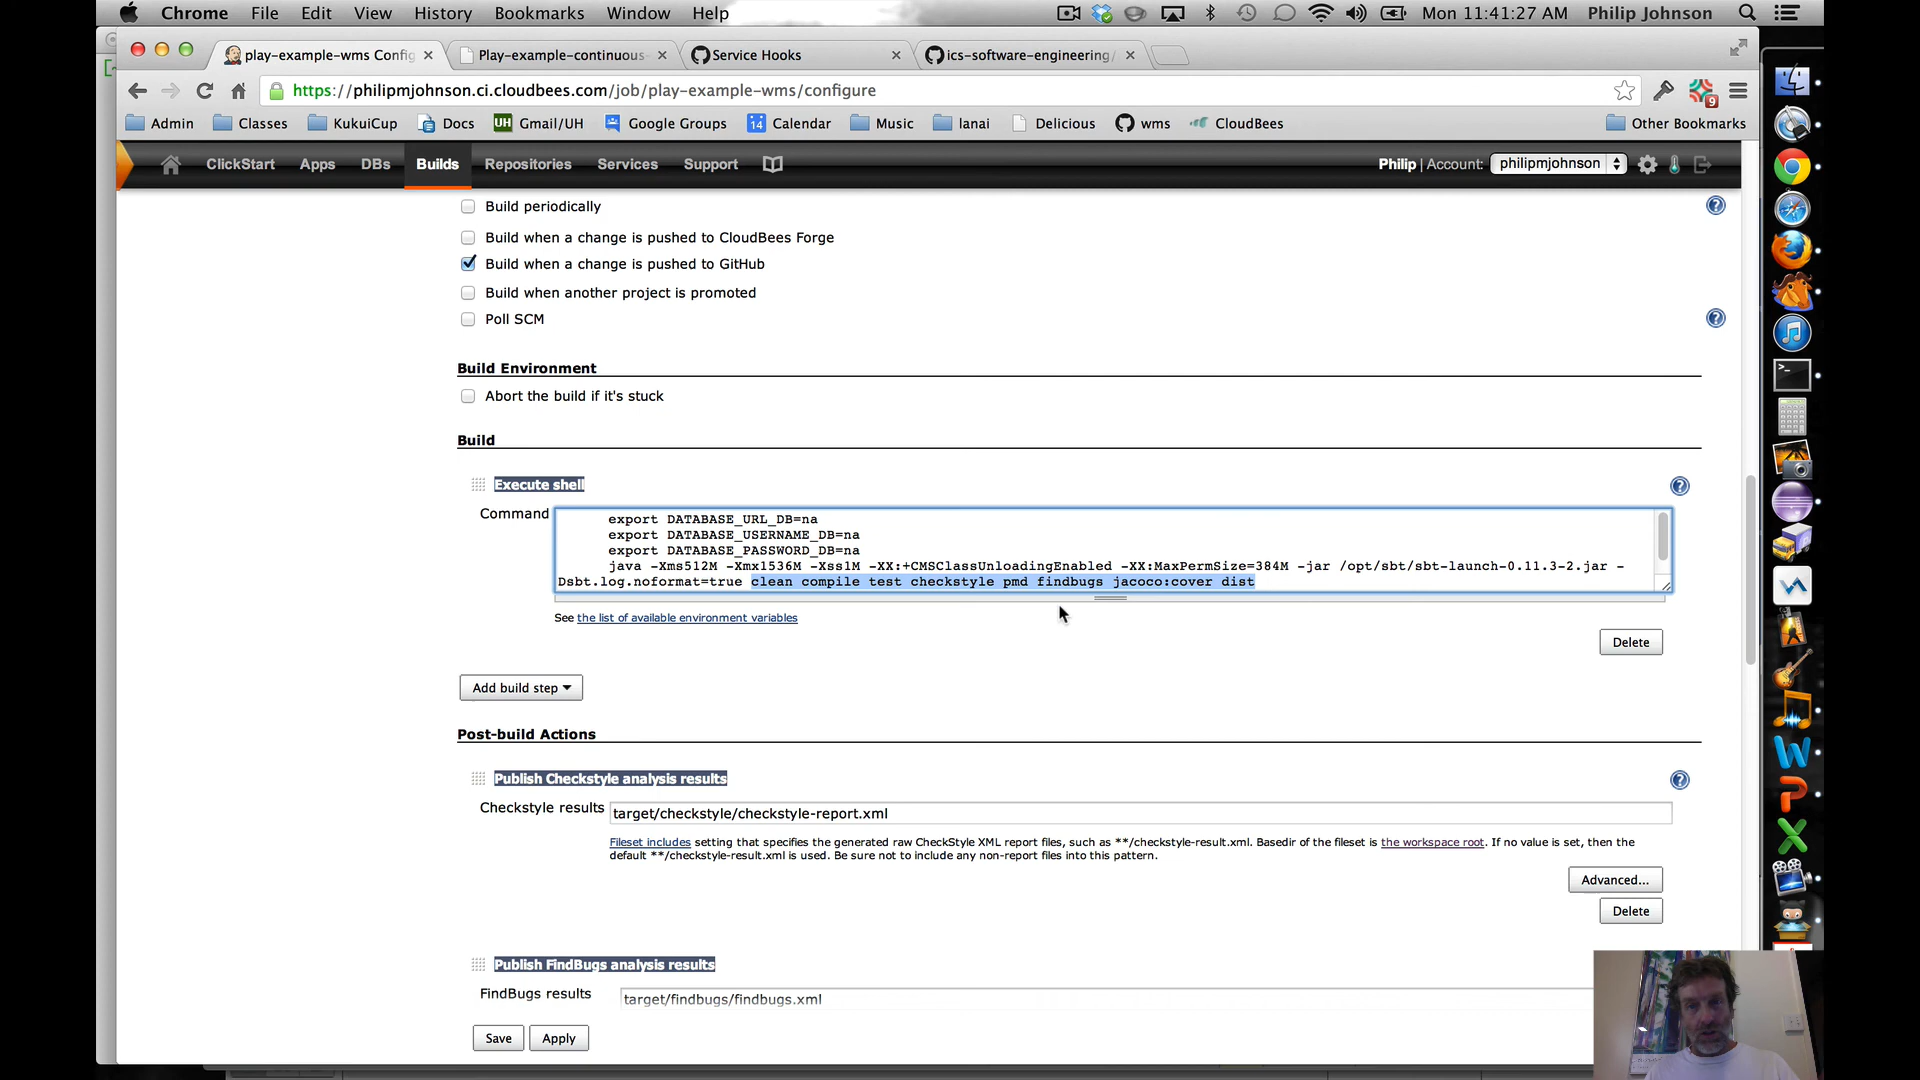 Chrome File Edit View History Bookmarks Window Help Mon 11:41:27 AM Philip Johnson
play-example-wms Config Play-example-continuous- Service Hooks ics-software-engineering/
https://philipmjohnson.ci.cloudbees.com/job/play-example-wms/configure 9
Admin Classes KukuiCup Docs UH Gmail/UH Google Groups 14 Calendar Music Ianai Delicious wms CloudBees Other Bookmarks
ClickStart Apps DBs Builds Repositories Services Support Philip | Account: philipmjohnson
Build periodically
Build when a change is pushed to CloudBees Forge
Build when a change is pushed to GitHub
Build when another project is promoted
Poll SCM
Build Environment
Abort the build if it's stuck
Build
Execute shell
Command
export DATABASE_URL_DB=na
export DATABASE_USERNAME_DB=na
export DATABASE_PASSWORD_DB=na
java -Xms512M -Xmx1536M -Xss1M -XX:+CMSClassUnloadingEnabled -XX:MaxPermSize=384M -jar /opt/sbt/sbt-launch-0.11.3-2.jar -
Dsbt.log.noformat=true clean compile test checkstyle pmd findbugs jacoco:cover dist
See the list of available environment variables
Delete
Add build step
Post-build Actions
Publish Checkstyle analysis results
Checkstyle results target/checkstyle/checkstyle-report.xml
Fileset includes setting that specifies the generated raw CheckStyle XML report files, such as **/checkstyle-result.xml. Basedir of the fileset is the workspace root. If no value is set, then the
default **/checkstyle-result.xml is used. Be sure not to include any non-report files into this pattern.
Advanced...
Delete
Publish FindBugs analysis results
FindBugs results target/findbugs/findbugs.xml
Save Apply